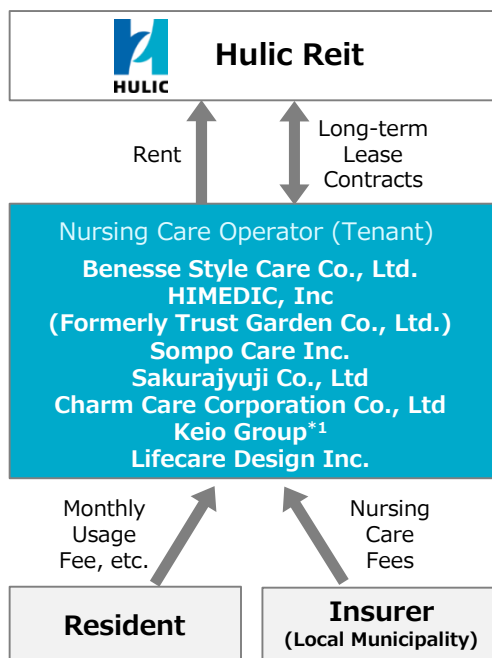 HULIC
Hulic Reit
Rent
Long-term
Lease
Contracts
Nursing Care Operator (Tenant)
Benesse Style Care Co., Ltd.
HIMEDIC, Inc
(Formerly Trust Garden Co., Ltd.)
Sompo Care Inc.
Sakurajyuji Co., Ltd
Charm Care Corporation Co., Ltd
Keio Group*1
Lifecare Design Inc.
Monthly
Usage
Fee, etc.
Nursing
Care
Fees
Resident
Insurer
(Local Municipality)